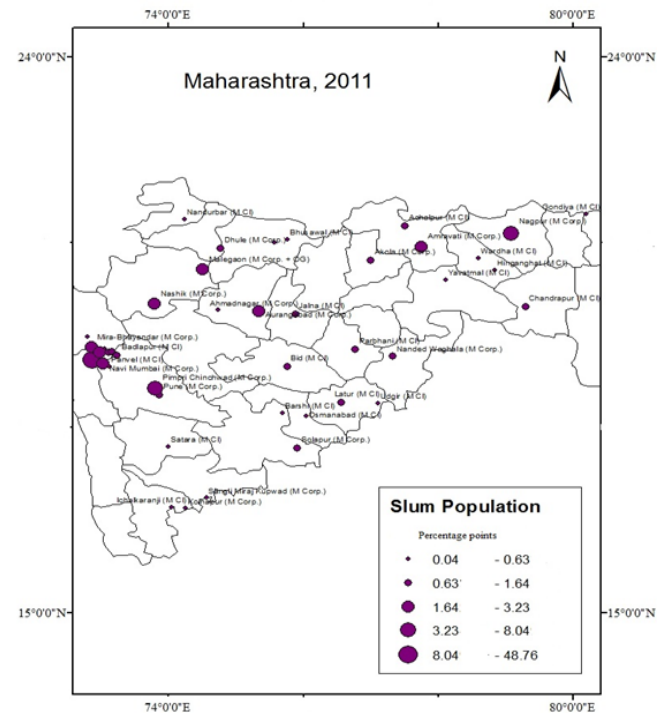 74°0'0"E
80°0'0"E
24°0'0"N
24°0'0"N
Maharashtra, 2011
N
Nandurbar (M Cl)
Achalpur (M Cl)
Gondiya (M Cl)
Nagpur (M Corp.)
Dhule (M Corp.)
Bhusawal (M Cl)
Amravati (M Corp.)
Malegaon (M Corp. + OG)
Akola (M Corp.)
Wardha (M Cl)
Hinganghat (M Cl)
Yavatmal (M Cl)
Nashik (M Corp.)
Ahmadnagar (M Corp.)
Jalna (M Cl)
Aurangabad (M Corp.)
Chandrapur (M Cl)
Mira-Bhayandar (M Corp.)
Badlapur (M Cl)
Panvel (M Cl)
Navi Mumbai (M Corp.)
Parbhani (M Cl)
Nanded Waghala (M Corp.)
Bid (M Cl)
Pimpri Chinchwad (M Corp.)
Pune (M Corp.)
Latur (M Cl)
Udgir (M Cl)
Barshi (M Cl)
Osmanabad (M Cl)
Satara (M Cl)
Solapur (M Corp.)
Sangli Miraj Kupwad (M Corp.)
Ichalkaranji (M Cl)
Kolhapur (M Corp.)
Slum Population
Percentage points
0.04 - 0.63
0.63 - 1.64
1.64 - 3.23
3.23 - 8.04
8.04 - 48.76
15°0'0"N
15°0'0"N
74°0'0"E
80°0'0"E